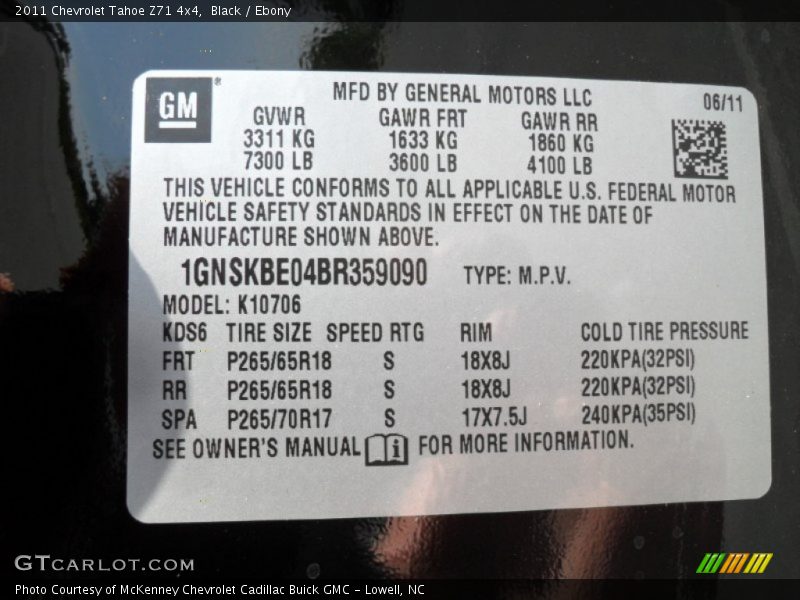 2011 Chevrolet Tahoe Z71 4x4,  Black / Ebony
GM®
MFD BY GENERAL MOTORS LLC 06/11
GVWR GAWR FRT GAWR RR
3311 KG 1633 KG 1860 KG
7300 LB 3600 LB 4100 LB
THIS VEHICLE CONFORMS TO ALL APPLICABLE U.S. FEDERAL MOTOR
VEHICLE SAFETY STANDARDS IN EFFECT ON THE DATE OF
MANUFACTURE SHOWN ABOVE.
1GNSKBE04BR359090 TYPE: M.P.V.
MODEL: K10706
KDS6 TIRE SIZE SPEED RTG RIM COLD TIRE PRESSURE
FRT P265/65R18 S 18X8J 220KPA(32PSI)
RR P265/65R18 S 18X8J 220KPA(32PSI)
SPA P265/70R17 S 17X7.5J 240KPA(35PSI)
SEE OWNER'S MANUAL i FOR MORE INFORMATION.
GTCARLOT.COM
Photo Courtesy of McKenney Chevrolet Cadillac Buick GMC – Lowell, NC